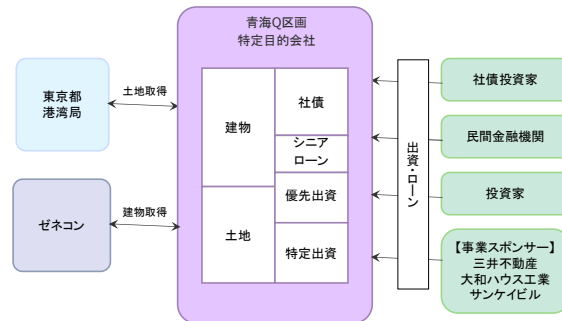 青海Q区画
特定目的会社
東京都
港湾局
土地取得
ゼネコン
建物取得
建物
土地
社債
シニア
ローン
優先出資
特定出資
出資・ローン
社債投資家
民間金融機関
投資家
【事業スポンサー】
三井不動産
大和ハウス工業
サンケイビル